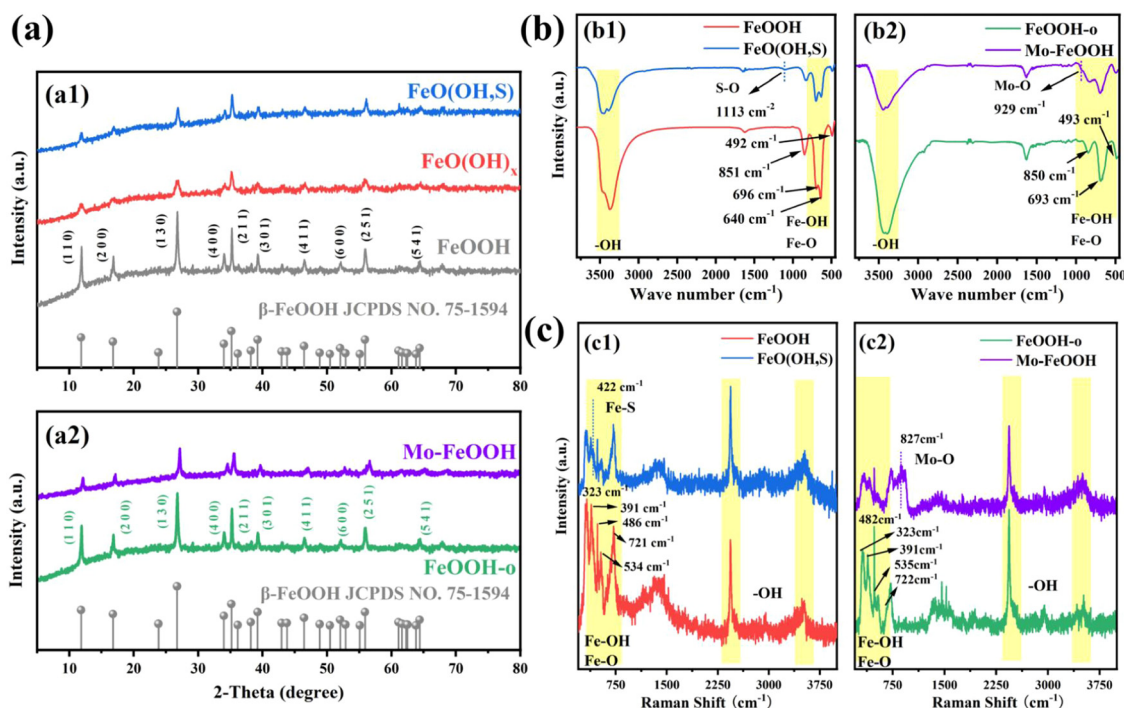 (a)
(a1)
FeO(OH,S)
FeO(OH)x
FeOOH
(1 1 0)
(2 0 0)
(1 3 0)
(4 0 0)
(2 1 1)
(3 0 1)
(4 1 1)
(6 0 0)
(2 5 1)
(5 4 1)
β-FeOOH JCPDS NO. 75-1594
Intensity (a.u.)
10 20 30 40 50 60 70 80
(a2)
Mo-FeOOH
(1 1 0)
(2 0 0)
(1 3 0)
(4 0 0)
(2 1 1)
(3 0 1)
(4 1 1)
(6 0 0)
(2 5 1)
(5 4 1)
FeOOH-o
β-FeOOH JCPDS NO. 75-1594
Intensity (a.u.)
10 20 30 40 50 60 70 80
2-Theta (degree)
(b)
(b1)
FeOOH
FeO(OH,S)
S-O
1113 cm⁻²
492 cm⁻¹
851 cm⁻¹
696 cm⁻¹
640 cm⁻¹
Fe-OH
Fe-O
-OH
Intensity (a.u.)
3750 3000 2250 1500 750
Wave number (cm⁻¹)
(b2)
FeOOH-o
Mo-FeOOH
Mo-O
929 cm⁻¹
493 cm⁻¹
850 cm⁻¹
693 cm⁻¹
Fe-OH
Fe-O
-OH
3750 3000 2250 1500 750
Wave number (cm⁻¹)
(c)
(c1)
FeOOH
FeO(OH,S)
422 cm⁻¹
Fe-S
323 cm⁻¹
391 cm⁻¹
486 cm⁻¹
721 cm⁻¹
534 cm⁻¹
-OH
Fe-OH
Fe-O
Intensity (a.u.)
750 1500 2250 3000 3750
Raman Shift (cm⁻¹)
(c2)
FeOOH-o
Mo-FeOOH
827cm⁻¹
Mo-O
482cm⁻¹
323cm⁻¹
391cm⁻¹
535cm⁻¹
722cm⁻¹
-OH
Fe-OH
Fe-O
750 1500 2250 3000 3750
Raman Shift (cm⁻¹)